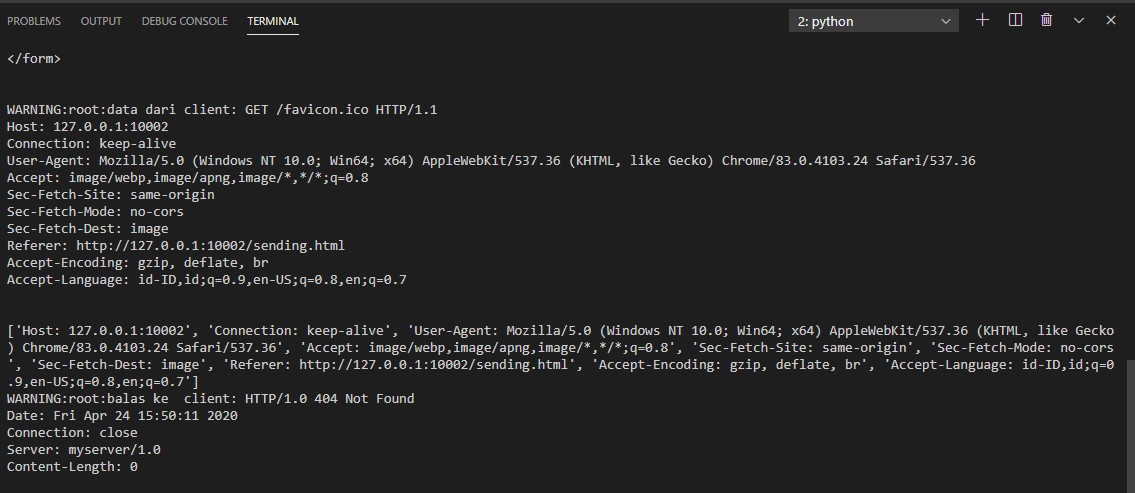 PROBLEMS OUTPUT DEBUG CONSOLE TERMINAL 2: python
</form>
WARNING:root:data dari client: GET /favicon.ico HTTP/1.1
Host: 127.0.0.1:10002
Connection: keep-alive
User-Agent: Mozilla/5.0 (Windows NT 10.0; Win64; x64) AppleWebKit/537.36 (KHTML, like Gecko) Chrome/83.0.4103.24 Safari/537.36
Accept: image/webp,image/apng,image/*,*/*;q=0.8
Sec-Fetch-Site: same-origin
Sec-Fetch-Mode: no-cors
Sec-Fetch-Dest: image
Referer: http://127.0.0.1:10002/sending.html
Accept-Encoding: gzip, deflate, br
Accept-Language: id-ID,id;q=0.9,en-US;q=0.8,en;q=0.7
['Host: 127.0.0.1:10002', 'Connection: keep-alive', 'User-Agent: Mozilla/5.0 (Windows NT 10.0; Win64; x64) AppleWebKit/537.36 (KHTML, like Gecko
) Chrome/83.0.4103.24 Safari/537.36', 'Accept: image/webp,image/apng,image/*,*/*;q=0.8', 'Sec-Fetch-Site: same-origin', 'Sec-Fetch-Mode: no-cors
', 'Sec-Fetch-Dest: image', 'Referer: http://127.0.0.1:10002/sending.html', 'Accept-Encoding: gzip, deflate, br', 'Accept-Language: id-ID,id;q=0
.9,en-US;q=0.8,en;q=0.7']
WARNING:root:balas ke  client: HTTP/1.0 404 Not Found
Date: Fri Apr 24 15:50:11 2020
Connection: close
Server: myserver/1.0
Content-Length: 0